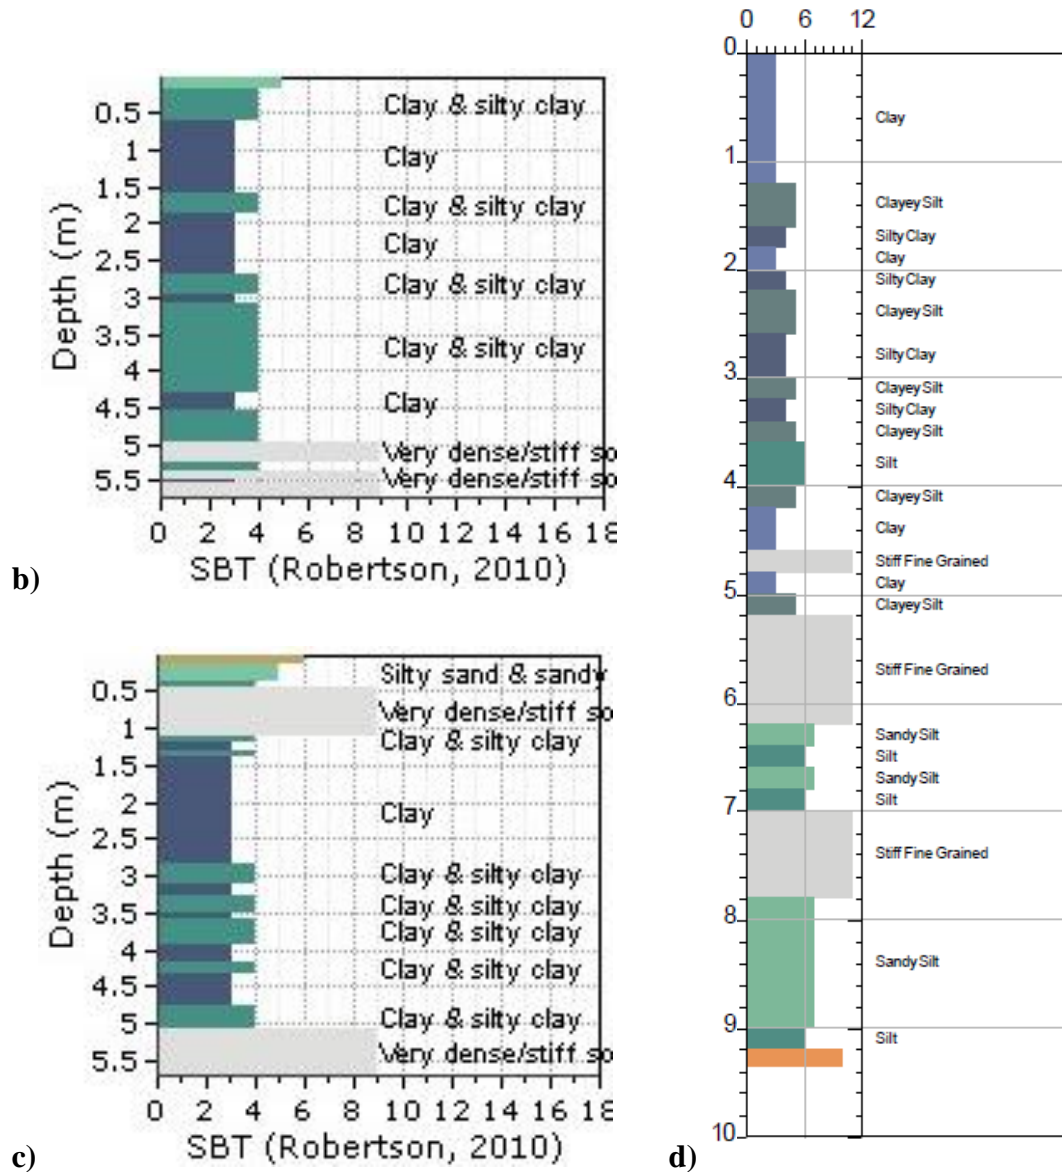 0.5
1
1.5
2
2.5
3
3.5
4
4.5
5
5.5
Depth (m)
Clay & silty clay
Clay
Clay & silty clay
Clay
Clay & silty clay
Clay & silty clay
Clay
Very dense/stiff so
Very dense/stiff so
0 2 4 6 8 10 12 14 16 18
SBT (Robertson, 2010)
b)
0.5
1
1.5
2
2.5
3
3.5
4
4.5
5
5.5
Depth (m)
Silty sand & sandy
Very dense/stiff so
Clay & silty clay
Clay
Clay & silty clay
Clay & silty clay
Clay & silty clay
Clay & silty clay
Clay & silty clay
Very dense/stiff so
0 2 4 6 8 10 12 14 16 18
SBT (Robertson, 2010)
c)
0 6 12
0
1
2
3
4
5
6
7
8
9
10
Clay
Clayey Silt
Silty Clay
Clay
Silty Clay
Clayey Silt
Silty Clay
Clayey Silt
Silty Clay
Clayey Silt
Silt
Clayey Silt
Clay
Stiff Fine Grained
Clay
Clayey Silt
Stiff Fine Grained
Sandy Silt
Silt
Sandy Silt
Silt
Stiff Fine Grained
Sandy Silt
Silt
d)